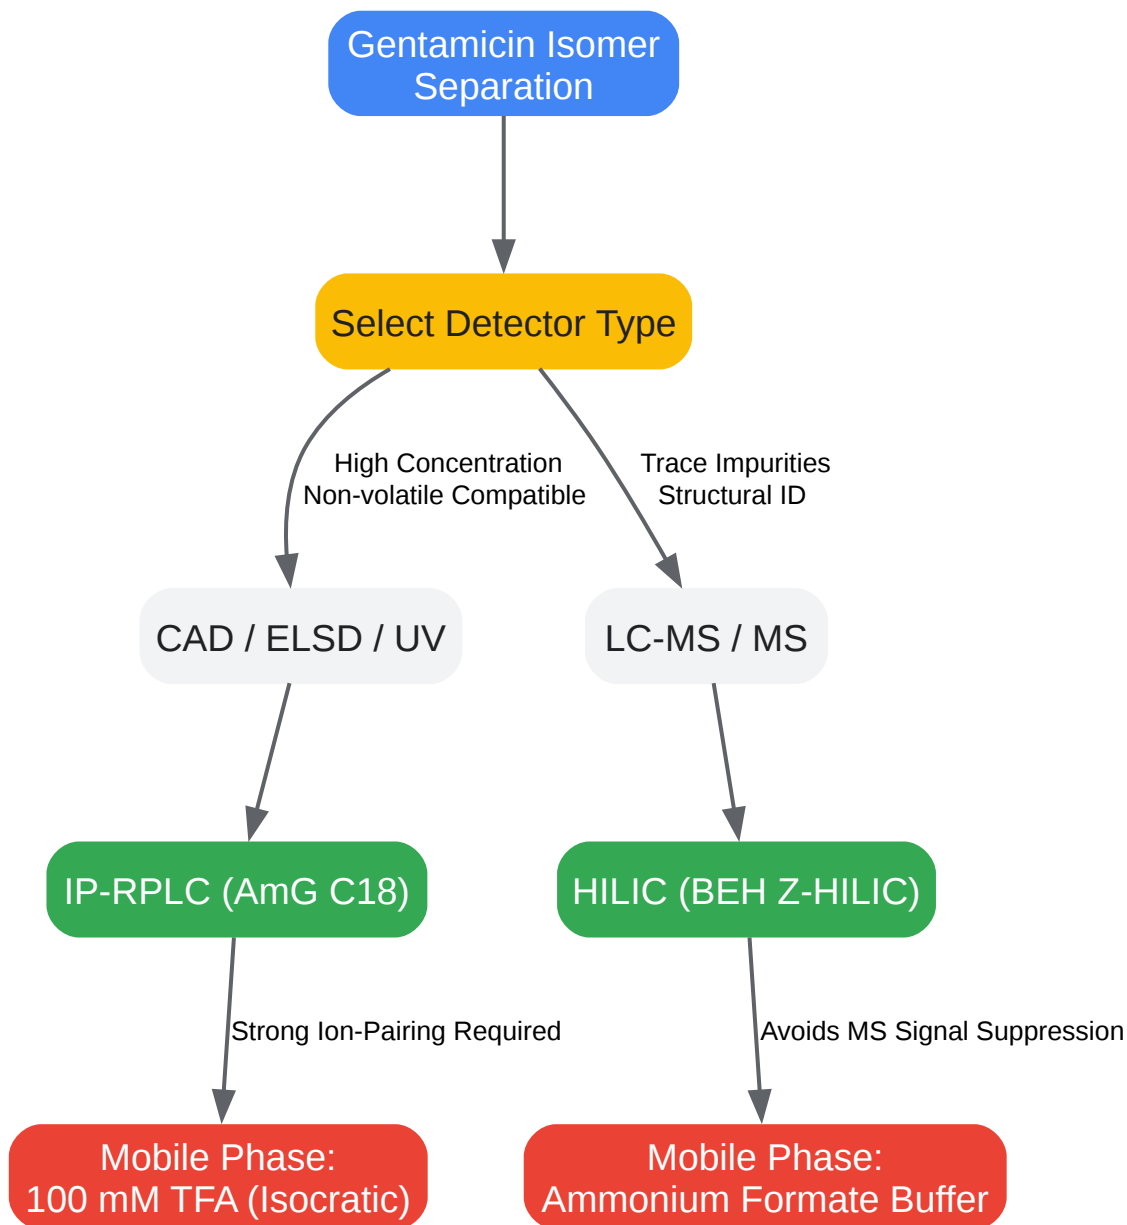 Gentamicin Isomer
Separation
Select Detector Type
High Concentration
Non-volatile Compatible
Trace Impurities
Structural ID
CAD / ELSD / UV
LC-MS / MS
IP-RPLC (AmG C18)
HILIC (BEH Z-HILIC)
Strong Ion-Pairing Required
Avoids MS Signal Suppression
Mobile Phase:
100 mM TFA (Isocratic)
Mobile Phase:
Ammonium Formate Buffer